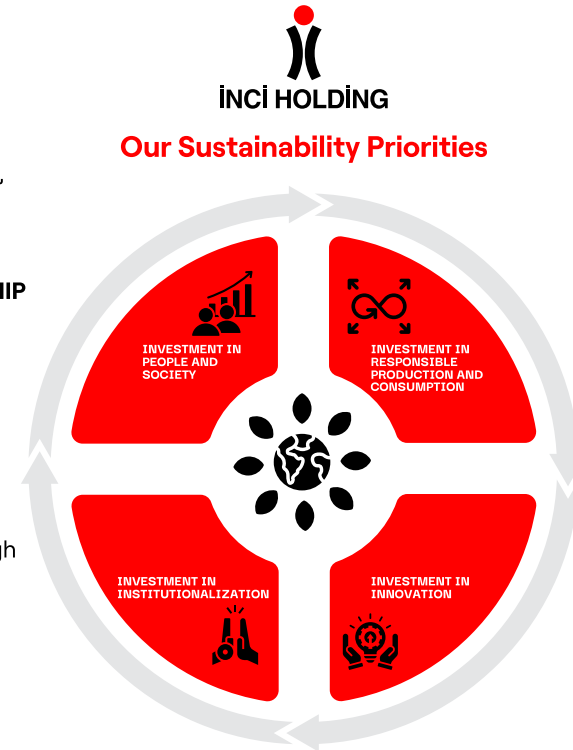 İNCİ HOLDİNG
Our Sustainability Priorities
INVESTMENT IN
PEOPLE AND
SOCIETY
INVESTMENT IN
RESPONSIBLE
PRODUCTION AND
CONSUMPTION
INVESTMENT IN
INSTITUTIONALIZATION
INVESTMENT IN
INNOVATION